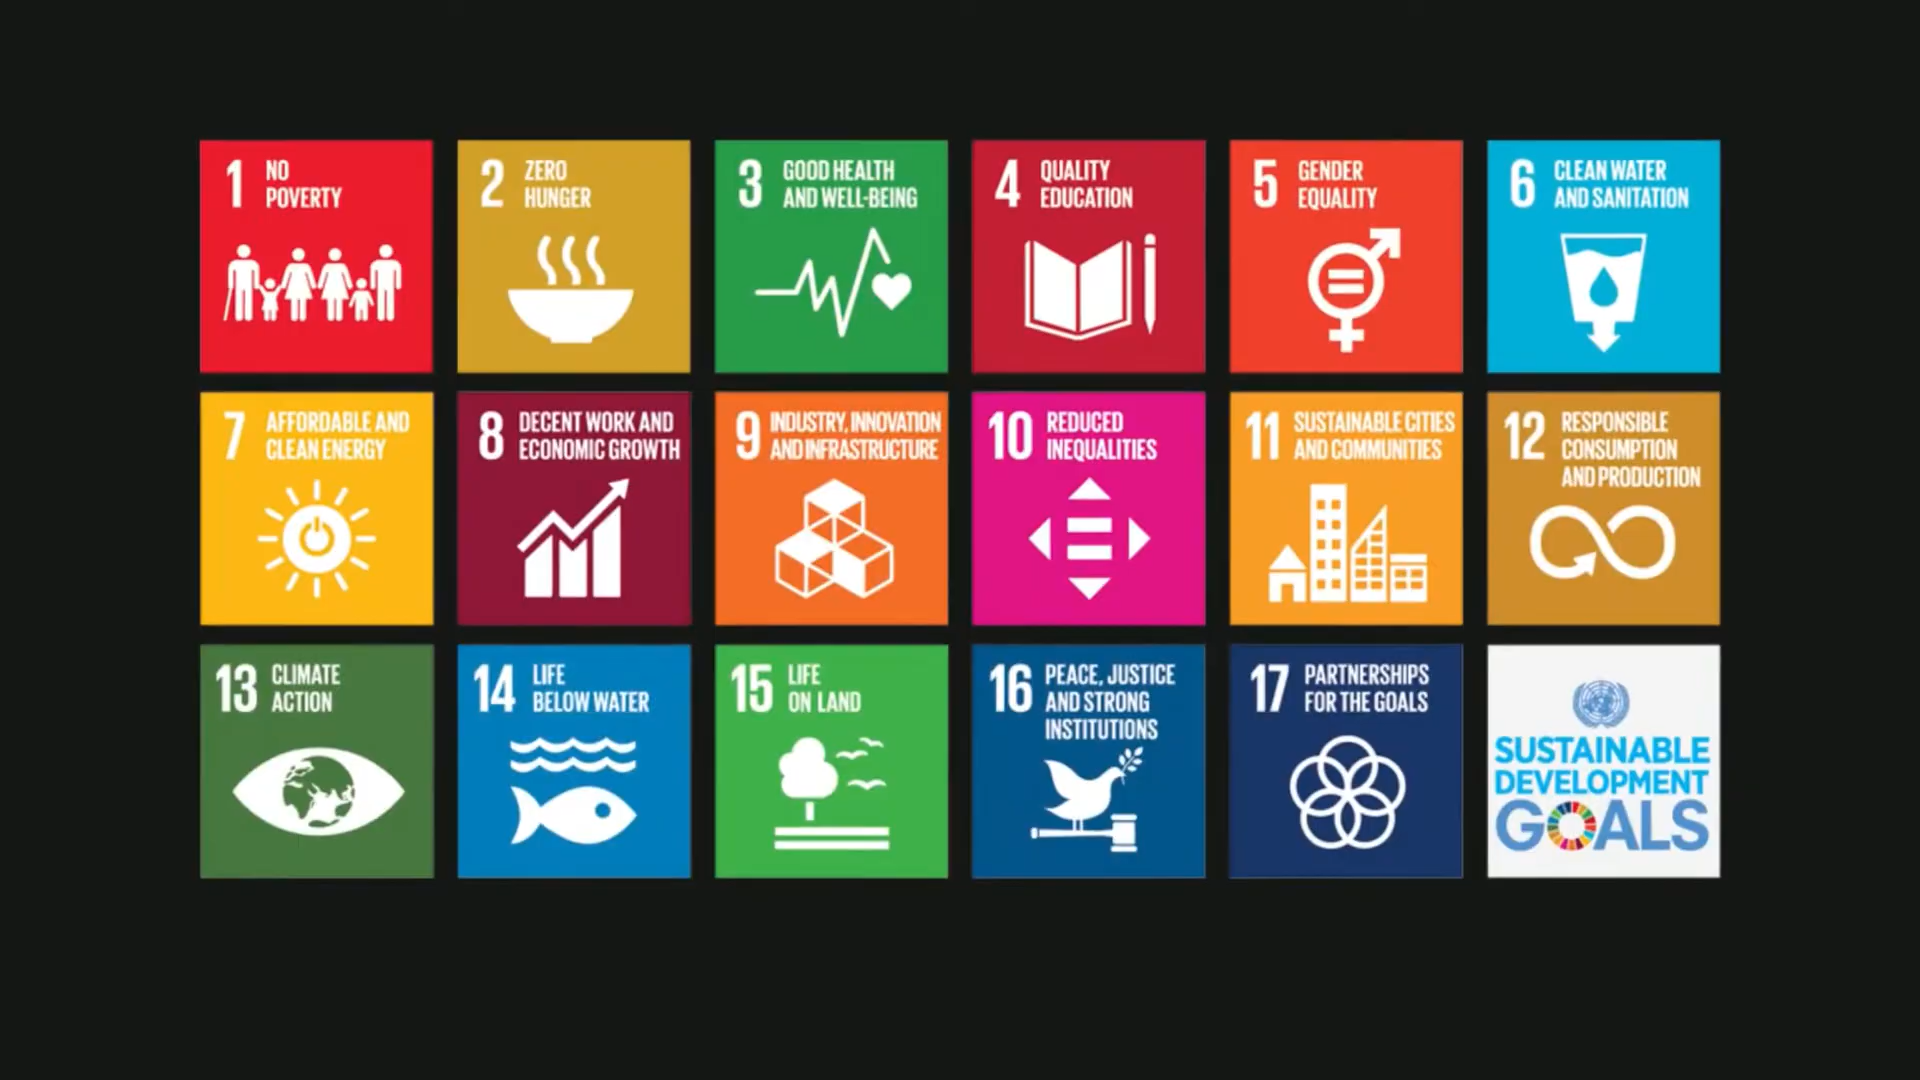 1 NO
POVERTY
2 ZERO
HUNGER
3 GOOD HEALTH
AND WELL-BEING
4 QUALITY
EDUCATION
5 GENDER
EQUALITY
6 CLEAN WATER
AND SANITATION
7 AFFORDABLE AND
CLEAN ENERGY
8 DECENT WORK AND
ECONOMIC GROWTH
9 INDUSTRY, INNOVATION
AND INFRASTRUCTURE
10 REDUCED
INEQUALITIES
11 SUSTAINABLE CITIES
AND COMMUNITIES
12 RESPONSIBLE
CONSUMPTION
AND PRODUCTION
13 CLIMATE
ACTION
14 LIFE
BELOW WATER
15 LIFE
ON LAND
16 PEACE, JUSTICE
AND STRONG
INSTITUTIONS
17 PARTNERSHIPS
FOR THE GOALS
SUSTAINABLE
DEVELOPMENT
GOALS